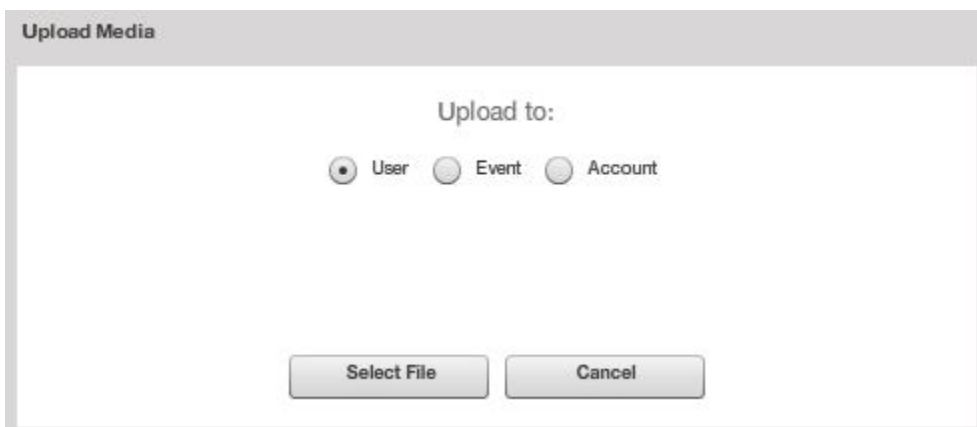 Upload Media
Upload to:
User Event Account
Select File Cancel